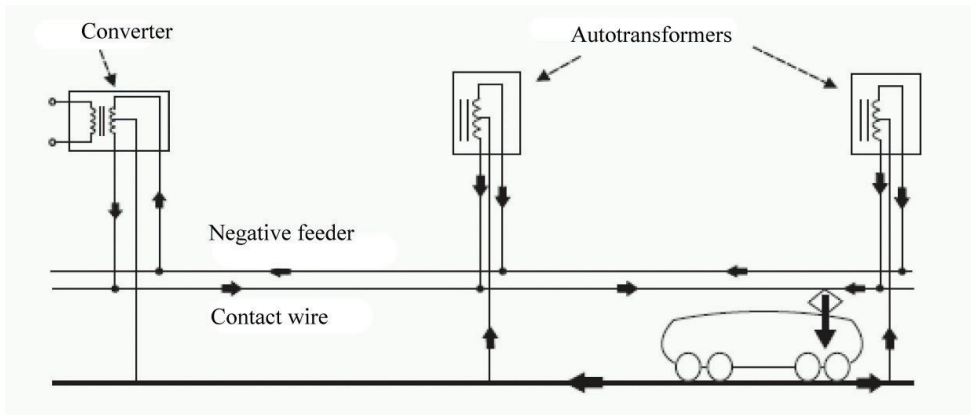 Converter
Autotransformers
Negative feeder
Contact wire